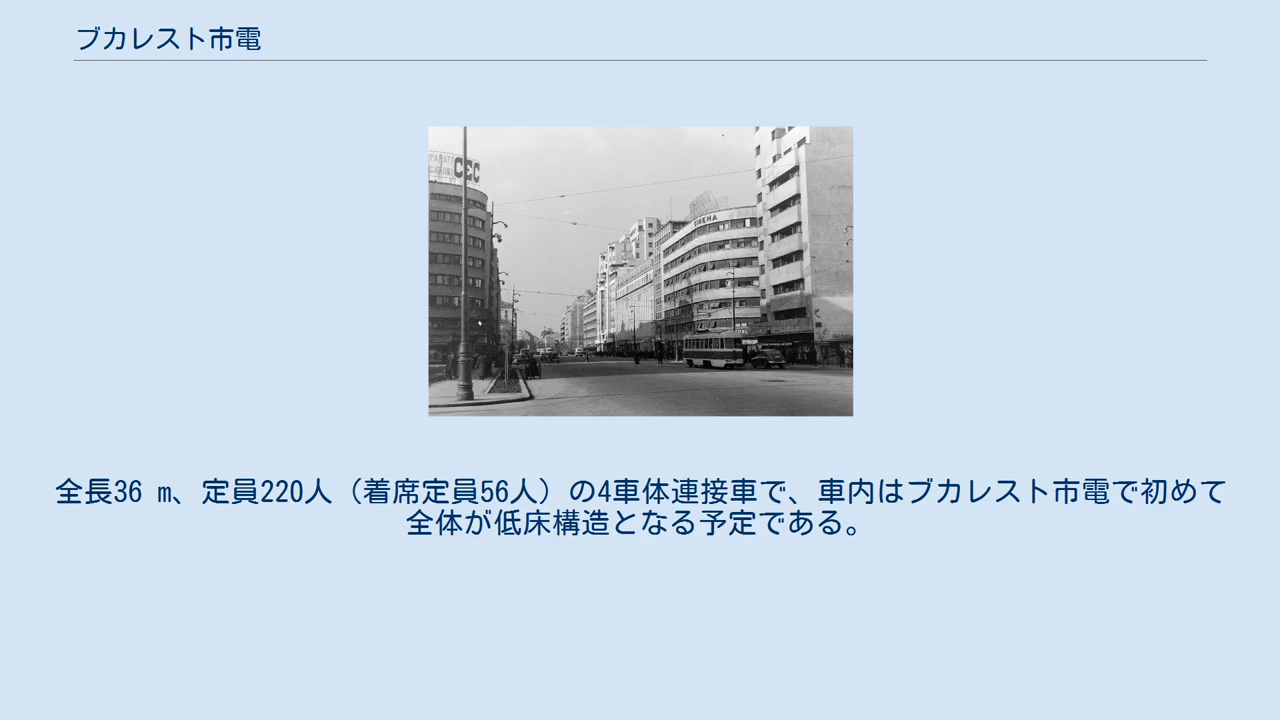 ブカレスト市電
CEC
全長36 m、定員220人（着席定員56人）の4車体連接車で、車内はブカレスト市電で初めて
全体が低床構造となる予定である。